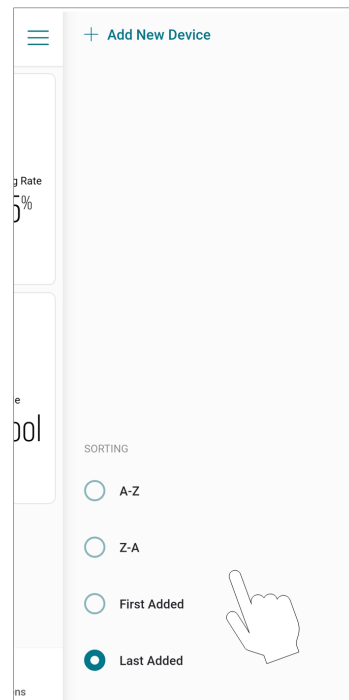 + Add New Device
g Rate
5%
e
ool
SORTING
A-Z
Z-A
First Added
Last Added
ns